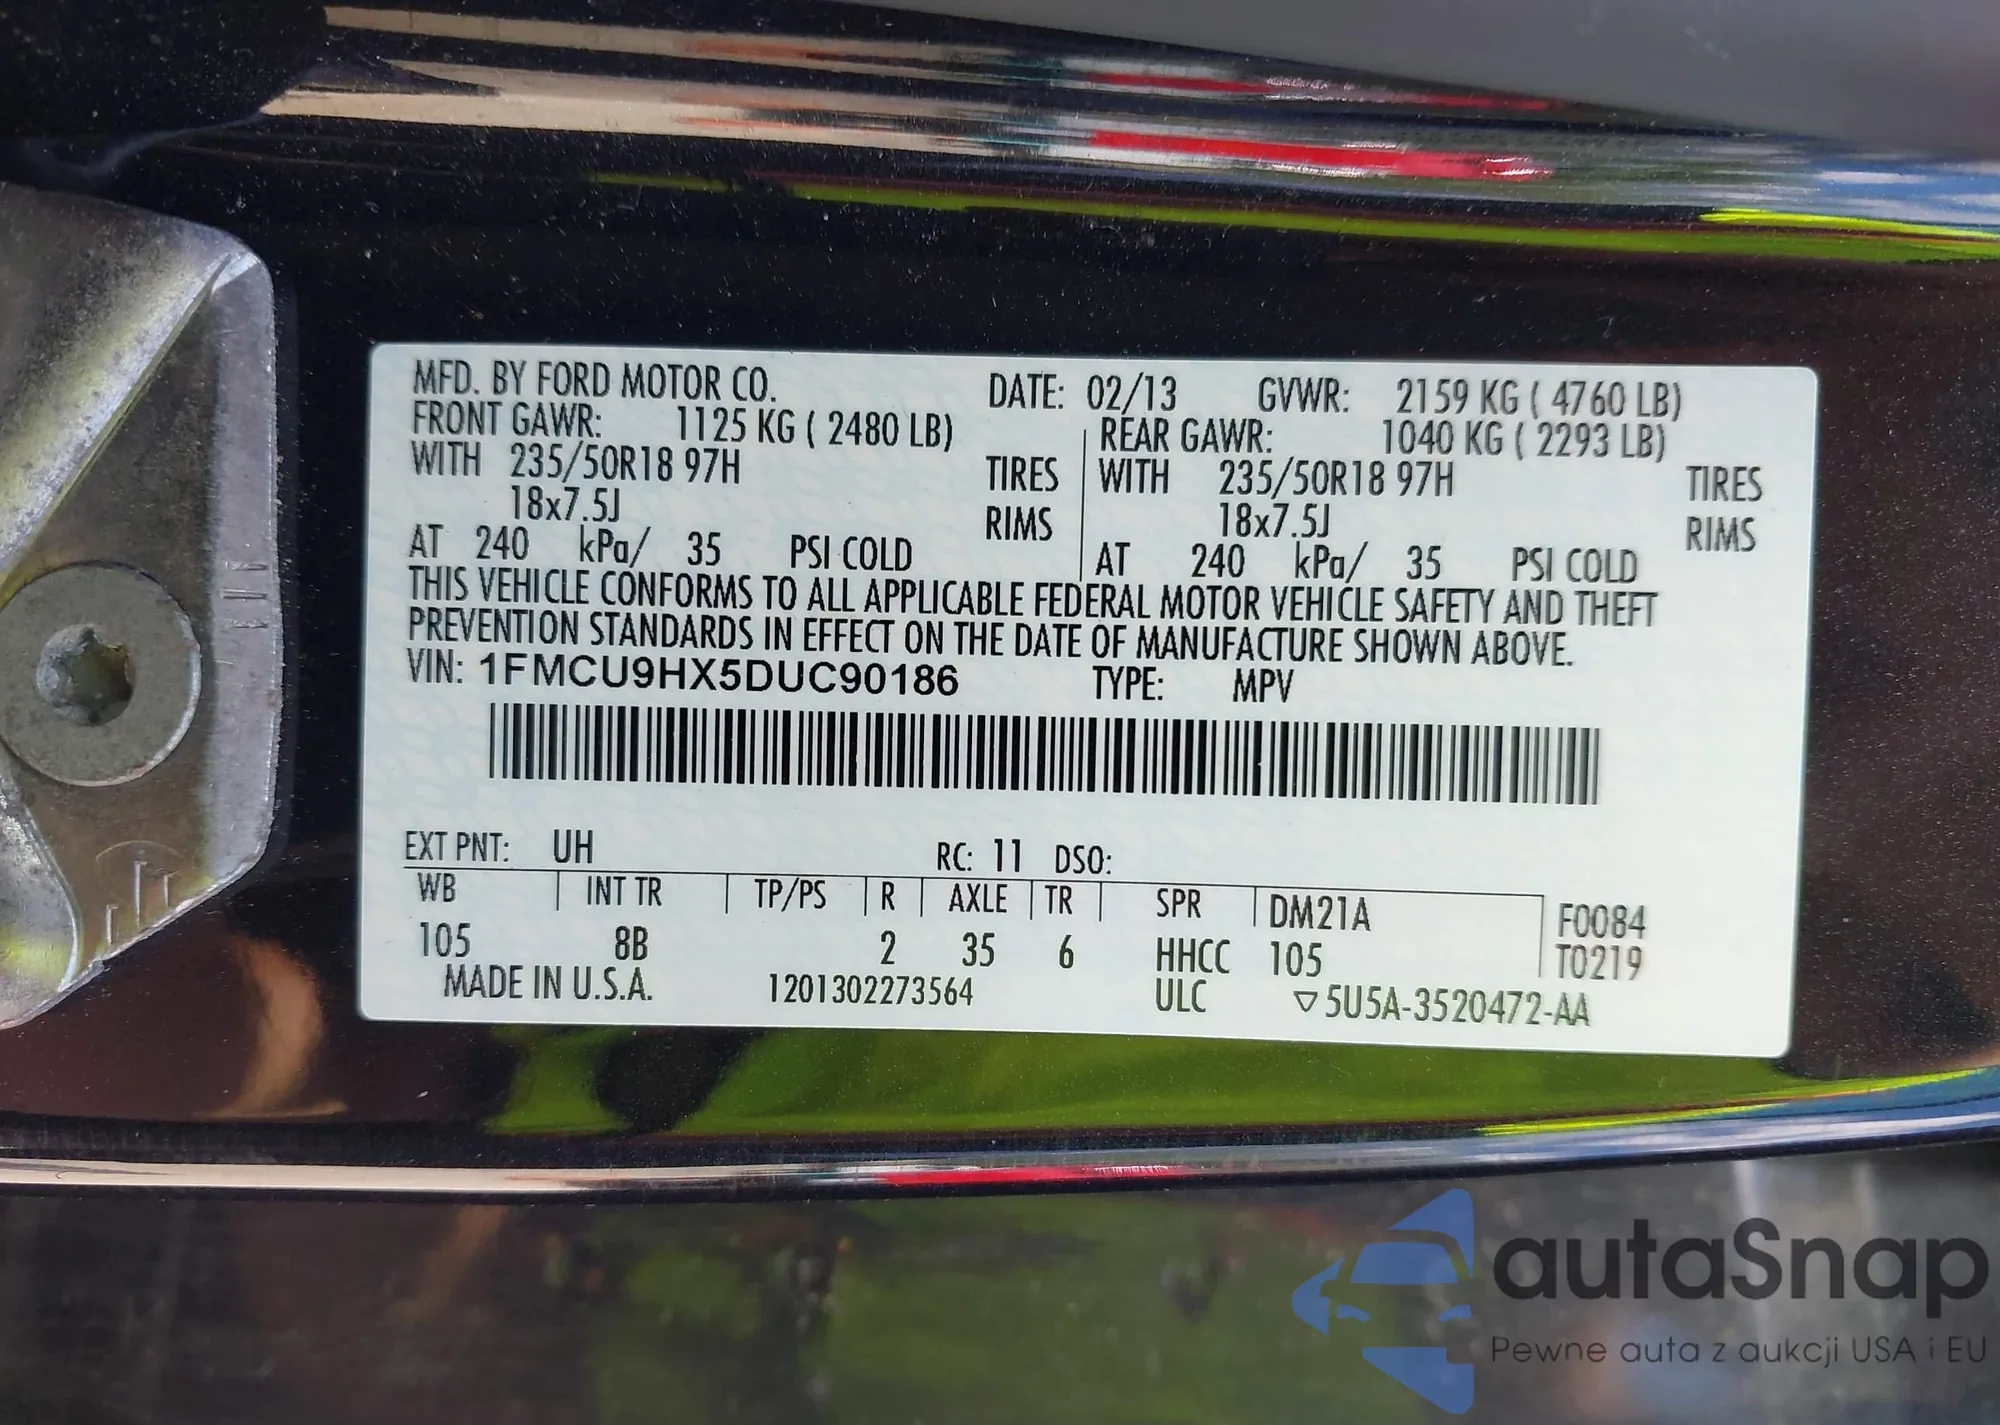 MFD. BY FORD MOTOR CO. DATE: 02/13 GVWR: 2159 KG ( 4760 LB)
FRONT GAWR: 1125 KG ( 2480 LB) REAR GAWR: 1040 KG ( 2293 LB)
WITH 235/50R18 97H TIRES WITH 235/50R18 97H TIRES
18x7.5J RIMS 18x7.5J RIMS
AT 240 kPa/ 35 PSI COLD AT 240 kPa/ 35 PSI COLD
THIS VEHICLE CONFORMS TO ALL APPLICABLE FEDERAL MOTOR VEHICLE SAFETY AND THEFT
PREVENTION STANDARDS IN EFFECT ON THE DATE OF MANUFACTURE SHOWN ABOVE.
VIN: 1FMCU9HX5DUC90186 TYPE: MPV
EXT PNT: UH RC: 11 DSO:
WB INT TR TP/PS R AXLE TR SPR DM21A F0084
105 8B 2 35 6 HHCC 105 T0219
MADE IN U.S.A. 1201302273564 ULC ▽5U5A-3520472-AA
autaSnap
Pewne auta z aukcji USA i EU